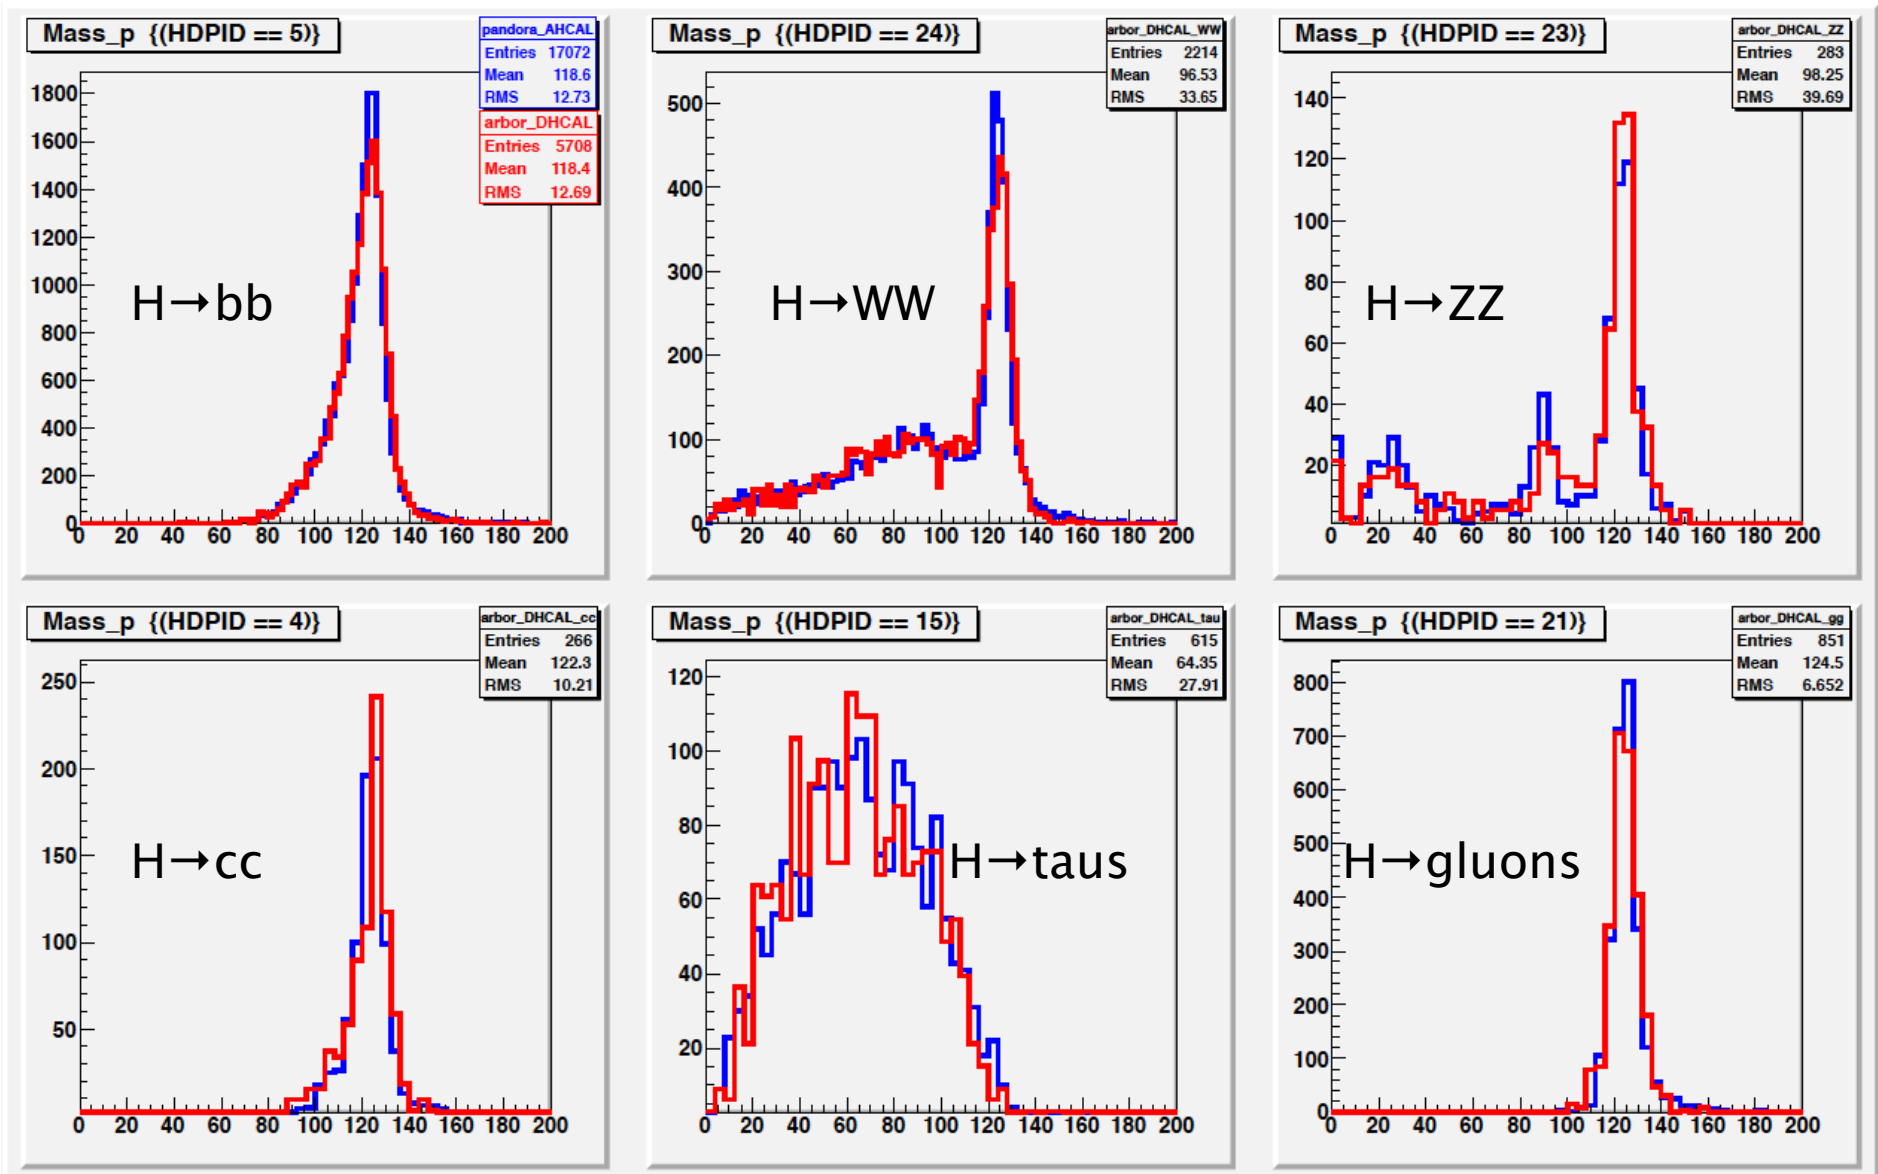 Mass_p {(HDPID == 5)}
pandora_AHCAL
Entries 17072
Mean 118.6
RMS 12.73
arbor_DHCAL
Entries 5708
Mean 118.4
RMS 12.69
1800
1600
1400
1200
1000
800
600
400
200
0
H→bb
0 20 40 60 80 100 120 140 160 180 200
Mass_p {(HDPID == 24)}
arbor_DHCAL_WW
Entries 2214
Mean 96.53
RMS 33.65
500
400
300
200
100
0
H→WW
0 20 40 60 80 100 120 140 160 180 200
Mass_p {(HDPID == 23)}
arbor_DHCAL_ZZ
Entries 283
Mean 98.25
RMS 39.69
140
120
100
80
60
40
20
H→ZZ
0 20 40 60 80 100 120 140 160 180 200
Mass_p {(HDPID == 4)}
arbor_DHCAL_cc
Entries 266
Mean 122.3
RMS 10.21
250
200
150
100
50
H→cc
0 20 40 60 80 100 120 140 160 180 200
Mass_p {(HDPID == 15)}
arbor_DHCAL_tau
Entries 615
Mean 64.35
RMS 27.91
120
100
80
60
40
20
H→taus
0 20 40 60 80 100 120 140 160 180 200
Mass_p {(HDPID == 21)}
arbor_DHCAL_gg
Entries 851
Mean 124.5
RMS 6.652
800
700
600
500
400
300
200
100
0
H→gluons
0 20 40 60 80 100 120 140 160 180 200